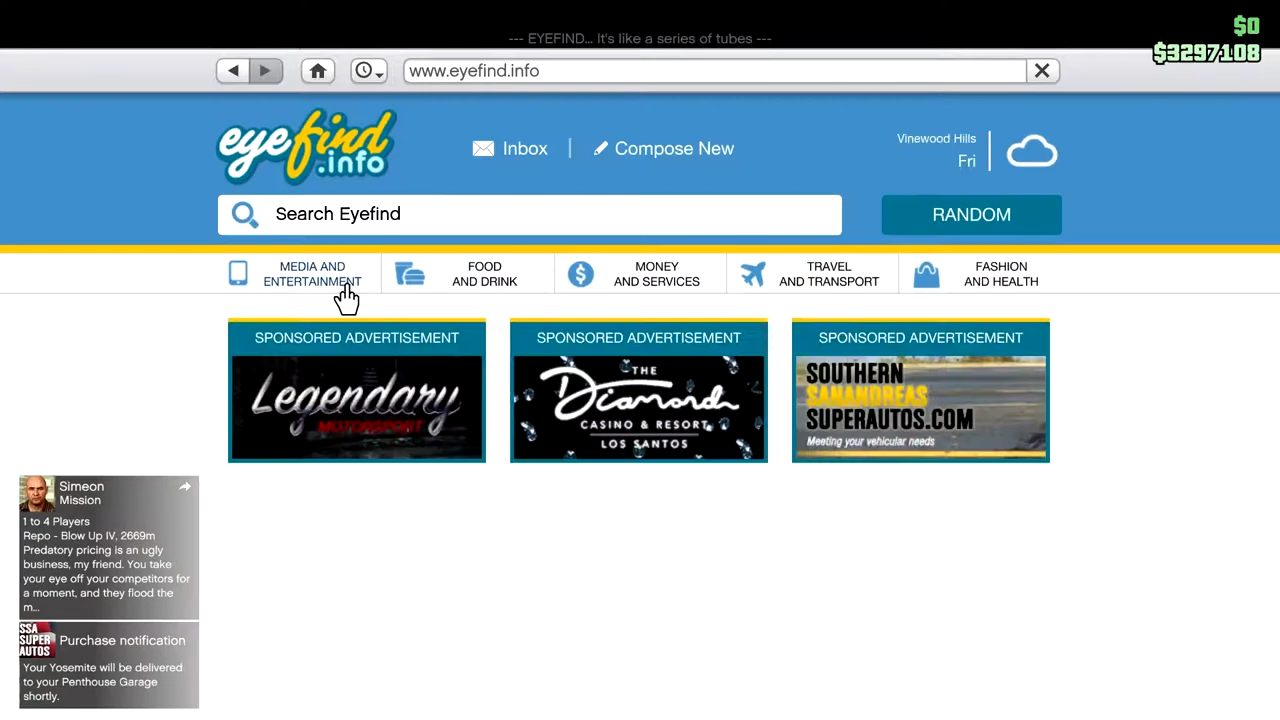 --- EYEFIND... It's like a series of tubes ---
$0
$3297108
www.eyefind.info
eyefind
.info
Inbox
Compose New
Vinewood Hills
Fri
Search Eyefind
RANDOM
MEDIA AND
ENTERTAINMENT
FOOD
AND DRINK
MONEY
AND SERVICES
TRAVEL
AND TRANSPORT
FASHION
AND HEALTH
SPONSORED ADVERTISEMENT
Legendary
MOTORSPORT
SPONSORED ADVERTISEMENT
THE
Diamond
CASINO & RESORT
LOS SANTOS
SPONSORED ADVERTISEMENT
SOUTHERN
SANANDREAS
SUPERAUTOS.COM
Meeting your vehicular needs
Simeon
Mission
1 to 4 Players
Repo - Blow Up IV, 2669m
Predatory pricing is an ugly
business, my friend. You take
your eye off your competitors for
a moment, and they flood the
m...
SSA
SUPER
AUTOS
Purchase notification
Your Yosemite will be delivered
to your Penthouse Garage
shortly.